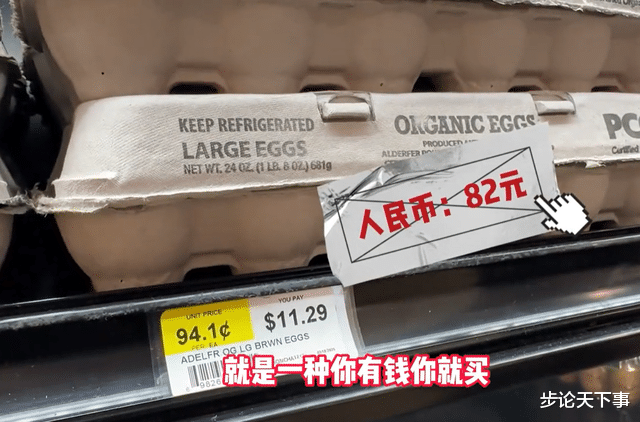 KEEP REFRIGERATED
LARGE EGGS
NET WT. 24 OZ. (1 LB. 8 OZ.) 681g
ORGANIC EGGS
PRODUCED
ALDERFER
PC
Certified
人民币：82元
UNIT PRICE
94.1¢
PER EA
YOU PAY
$11.29
ADELFR OG LG BRWN EGGS
就是一种你有钱你就买
步论天下事